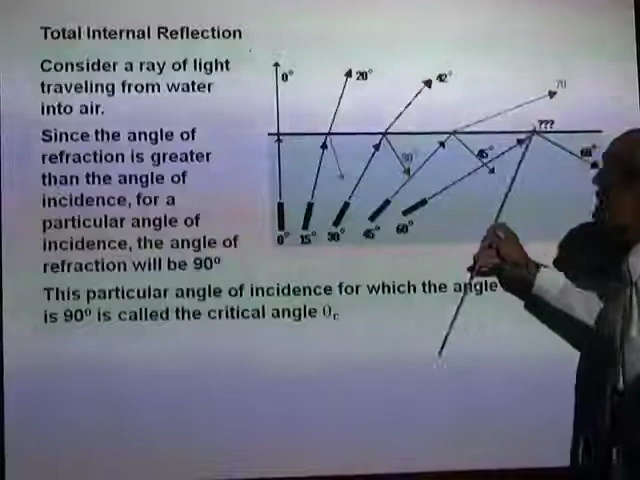 Total Internal Reflection
Consider a ray of light
traveling from water
into air.
Since the angle of
refraction is greater
than the angle of
incidence, for a
particular angle of
incidence, the angle of
refraction will be 90º
This particular angle of incidence for which the angle
is 90º is called the critical angle θc
0° 20° 42° 70
???
30° 45° 60°
0° 15° 30° 45° 60°